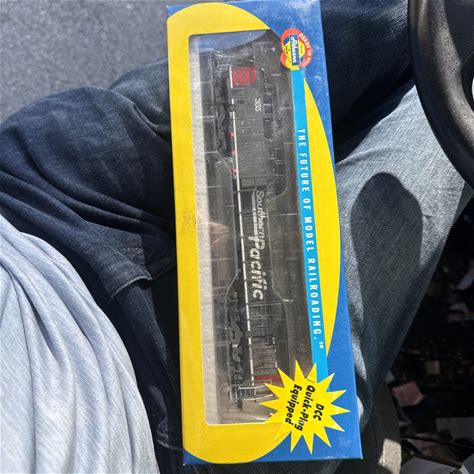 THE FUTURE OF MODEL RAILROADING.
Southern
Pacific
DCC
Quick-Plug
Equipped